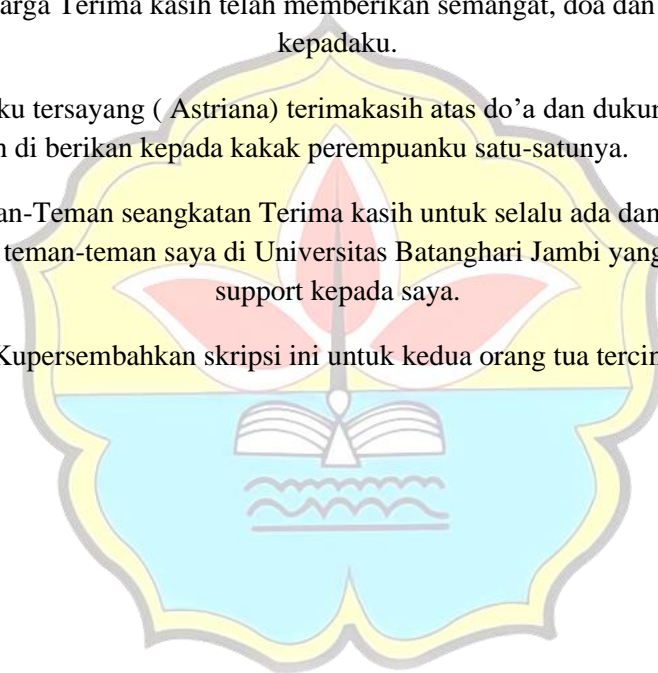 arga Terima kasih telah memberikan semangat, doa dan
kepadaku.
ku tersayang ( Astriana) terimakasih atas do’a dan dukun
n di berikan kepada kakak perempuanku satu-satunya.
an-Teman seangkatan Terima kasih untuk selalu ada dan
teman-teman saya di Universitas Batanghari Jambi yang
support kepada saya.
Kupersembahkan skripsi ini untuk kedua orang tua tercin